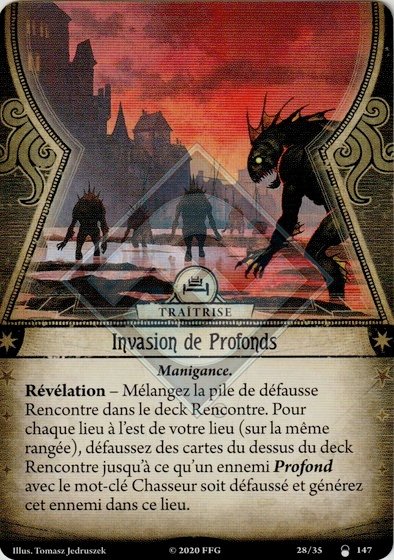 TRAÎTRISE
Invasion de Profonds
Manigance.
Révélation – Mélangez la pile de défausse
Rencontre dans le deck Rencontre. Pour
chaque lieu à l'est de votre lieu (sur la même
rangée), défaussez des cartes du dessus du deck
Rencontre jusqu'à ce qu'un ennemi Profond
avec le mot-clé Chasseur soit défaussé et générez
cet ennemi dans ce lieu.
Illus. Tomasz Jedruszek © 2020 FFG 28/35 147